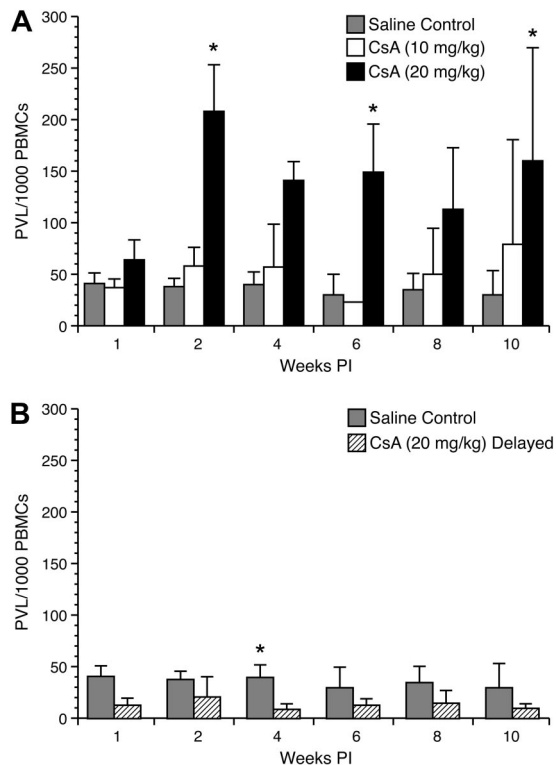 A
PVL/1000 PBMCs
300
250
200
150
100
50
0
Saline Control
CsA (10 mg/kg)
CsA (20 mg/kg)
*
*
*
1 2 4 6 8 10
Weeks PI
B
PVL/1000 PBMCs
300
250
200
150
100
50
0
Saline Control
CsA (20 mg/kg) Delayed
*
1 2 4 6 8 10
Weeks PI